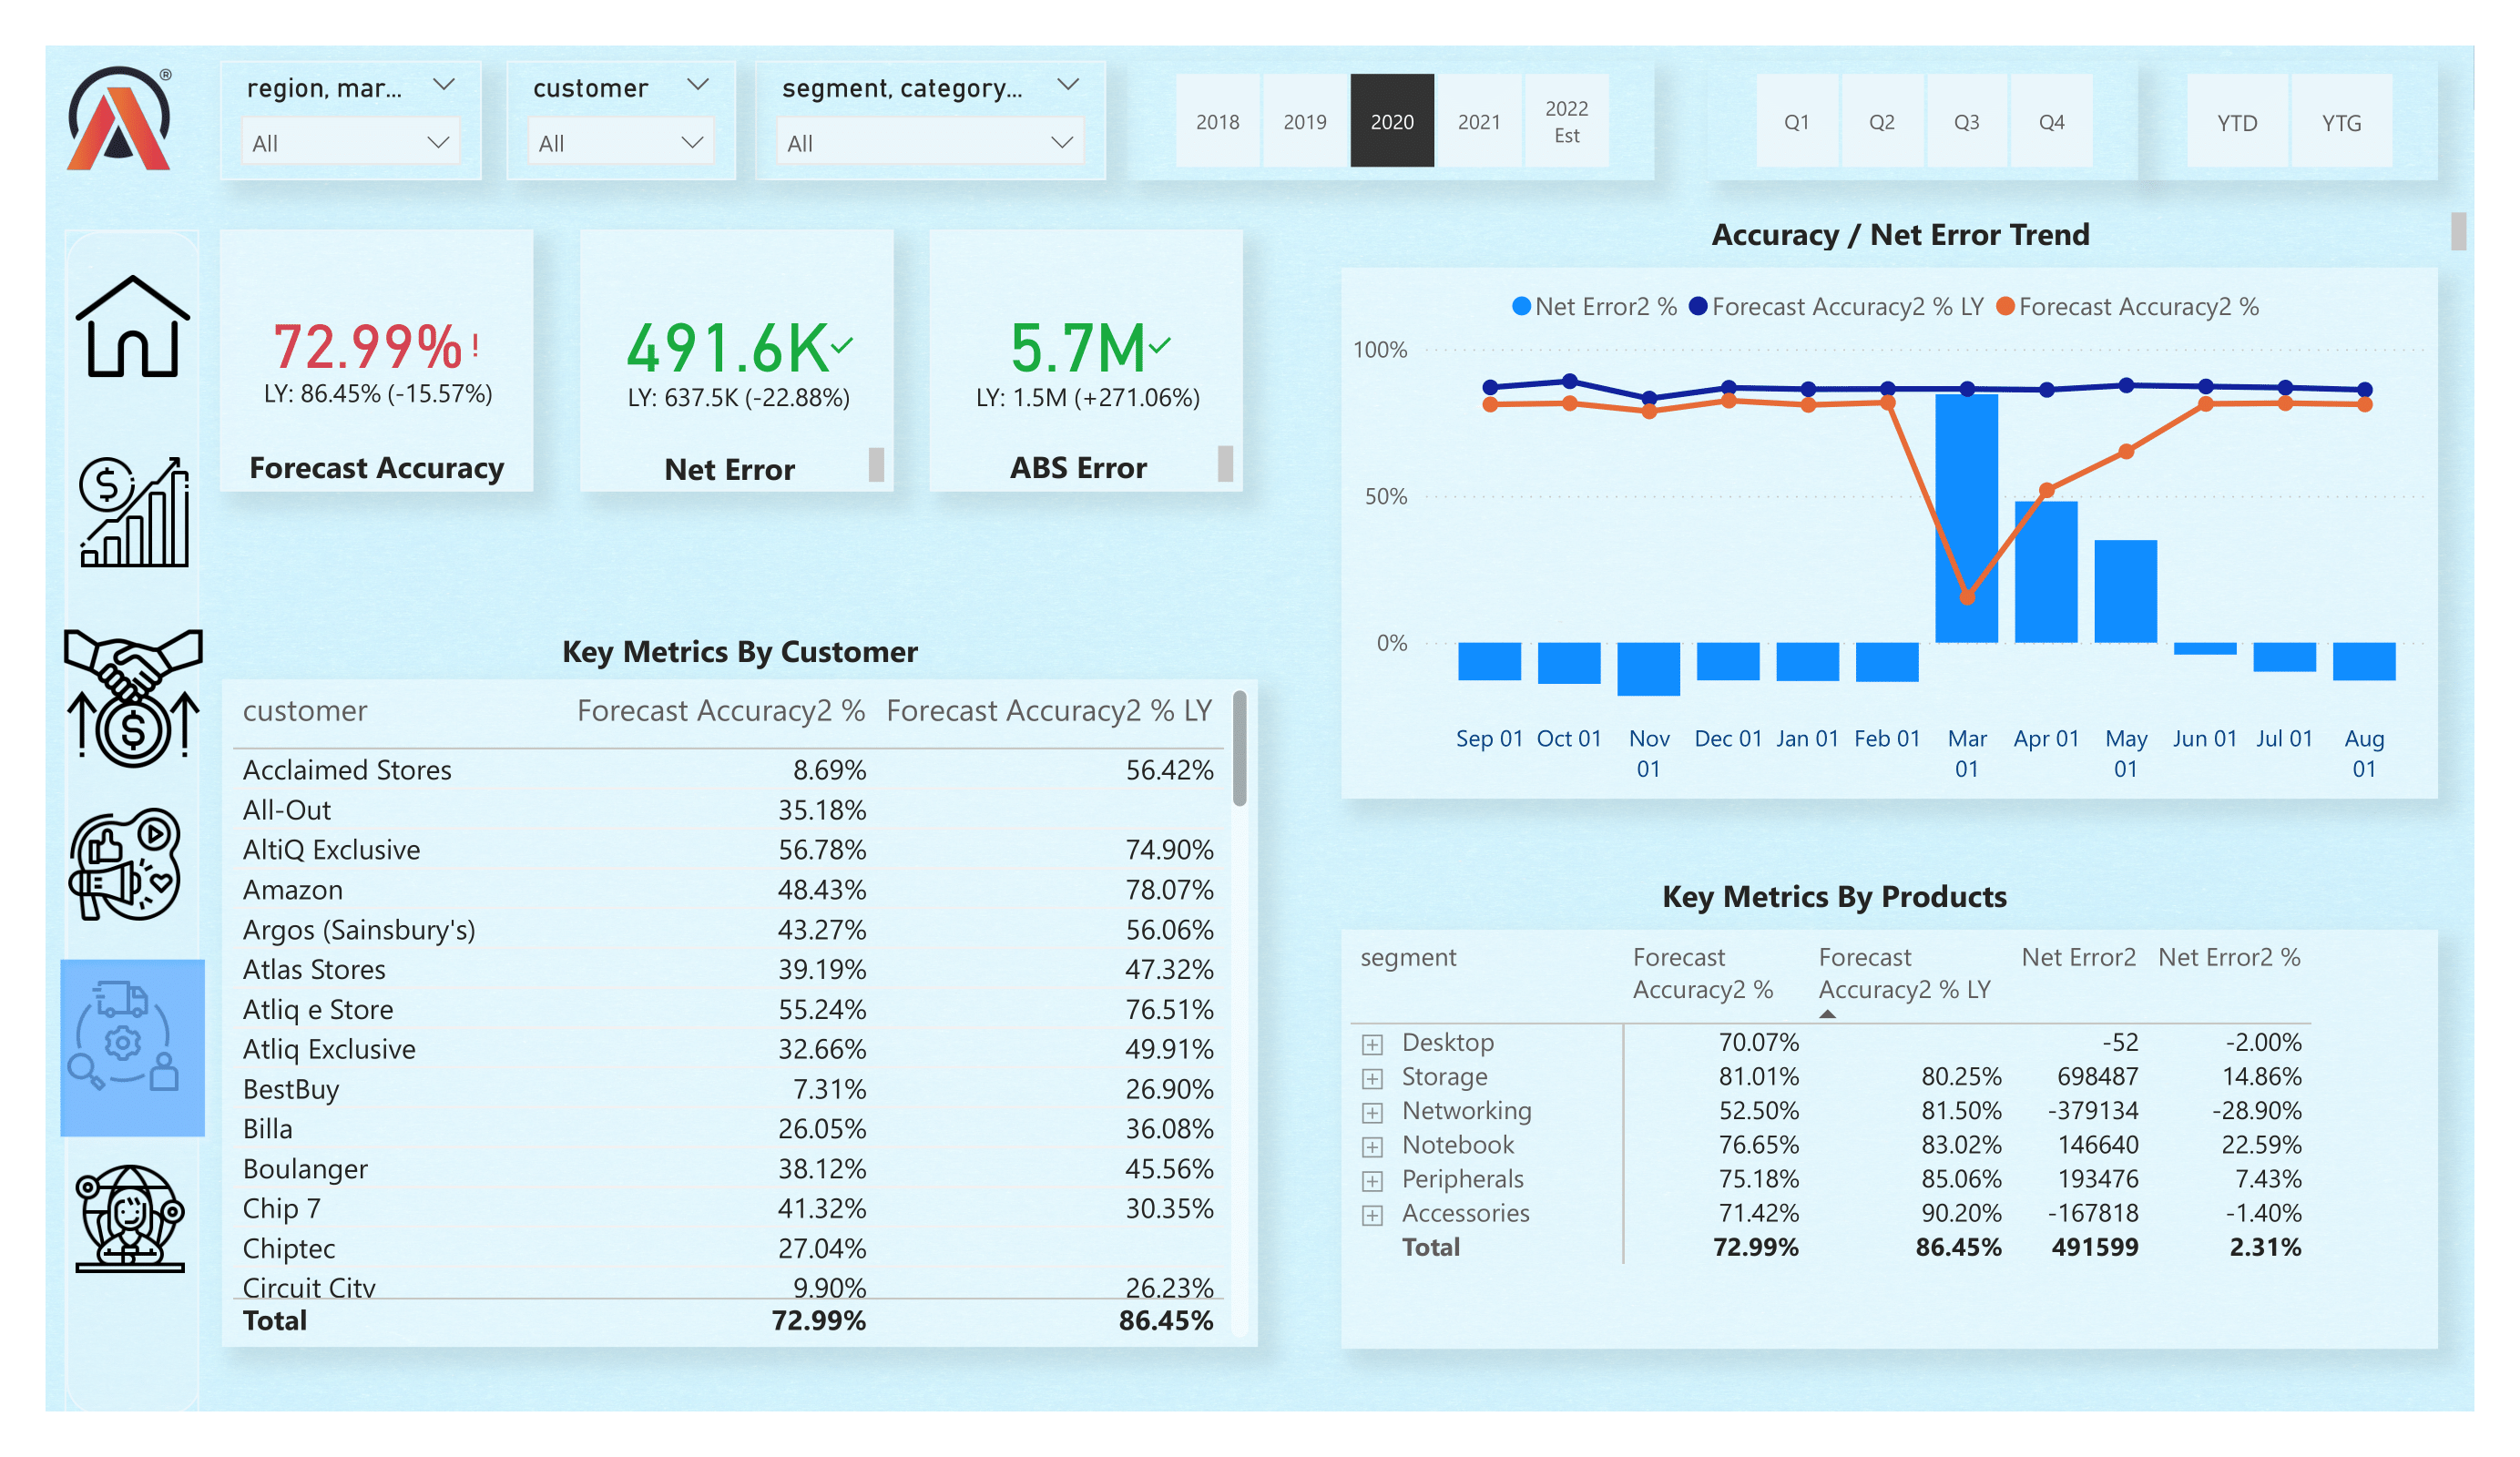 ®
region, mar...
All
customer
All
segment, category...
All
2018
2019
2020
2021
2022
Est
Q1
Q2
Q3
Q4
YTD
YTG
72.99%!
LY: 86.45% (-15.57%)
Forecast Accuracy
491.6K
LY: 637.5K (-22.88%)
Net Error
5.7M
LY: 1.5M (+271.06%)
ABS Error
Accuracy / Net Error Trend
Net Error2 % Forecast Accuracy2 % LY Forecast Accuracy2 %
100%
50%
0%
Sep 01 Oct 01 Nov 01 Dec 01 Jan 01 Feb 01 Mar 01 Apr 01 May 01 Jun 01 Jul 01 Aug 01
Key Metrics By Customer
customer Forecast Accuracy2 % Forecast Accuracy2 % LY
Acclaimed Stores 8.69% 56.42%
All-Out 35.18%
AltiQ Exclusive 56.78% 74.90%
Amazon 48.43% 78.07%
Argos (Sainsbury's) 43.27% 56.06%
Atlas Stores 39.19% 47.32%
Atliq e Store 55.24% 76.51%
Atliq Exclusive 32.66% 49.91%
BestBuy 7.31% 26.90%
Billa 26.05% 36.08%
Boulanger 38.12% 45.56%
Chip 7 41.32% 30.35%
Chiptec 27.04%
Circuit City 9.90% 26.23%
Total 72.99% 86.45%
Key Metrics By Products
segment Forecast Accuracy2 % Forecast Accuracy2 % LY Net Error2 Net Error2 %
Desktop 70.07% -52 -2.00%
Storage 81.01% 80.25% 698487 14.86%
Networking 52.50% 81.50% -379134 -28.90%
Notebook 76.65% 83.02% 146640 22.59%
Peripherals 75.18% 85.06% 193476 7.43%
Accessories 71.42% 90.20% -167818 -1.40%
Total 72.99% 86.45% 491599 2.31%